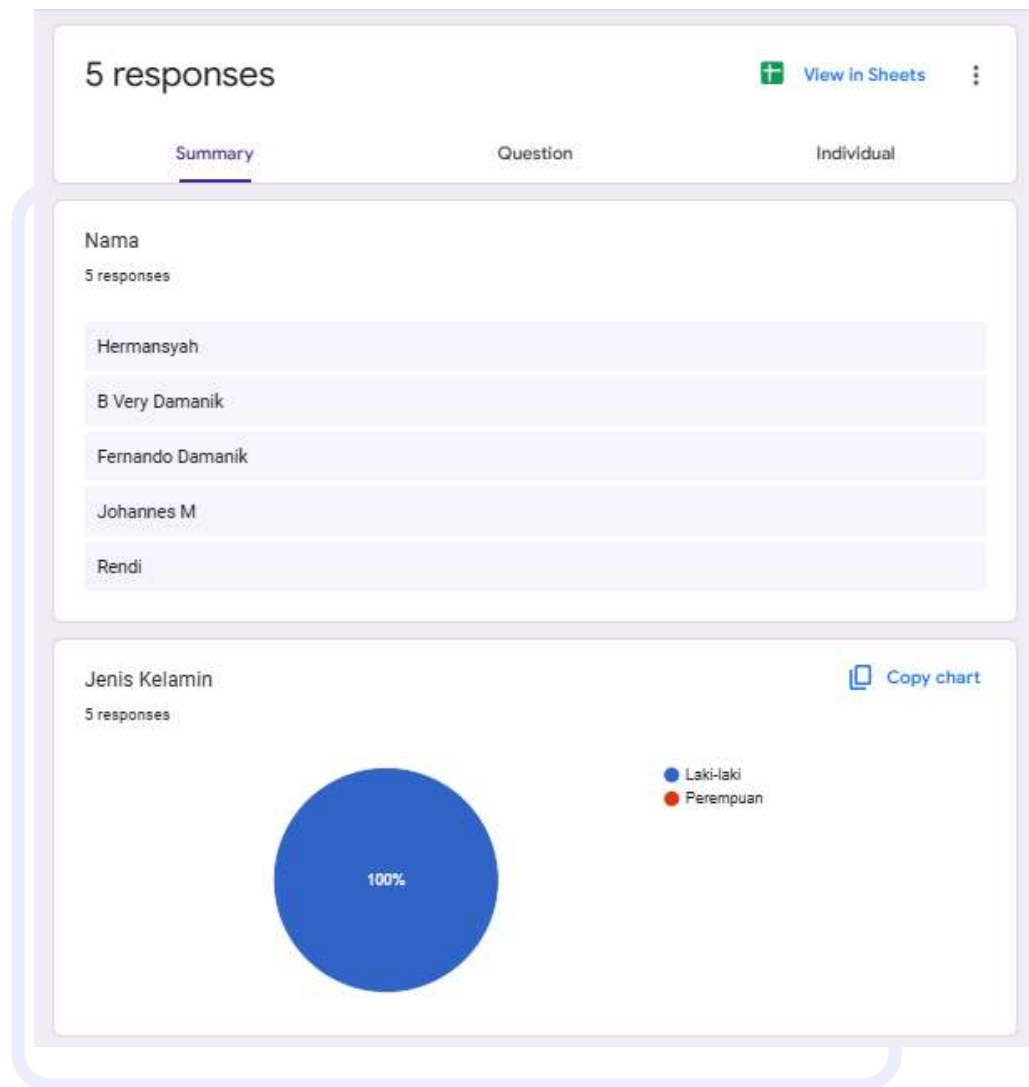 5 responses
View in Sheets
Summary Question Individual
Nama
5 responses
Hermansyah
B Very Damanik
Fernando Damanik
Johannes M
Rendi
Jenis Kelamin
Copy chart
5 responses
Laki-laki
Perempuan
100%